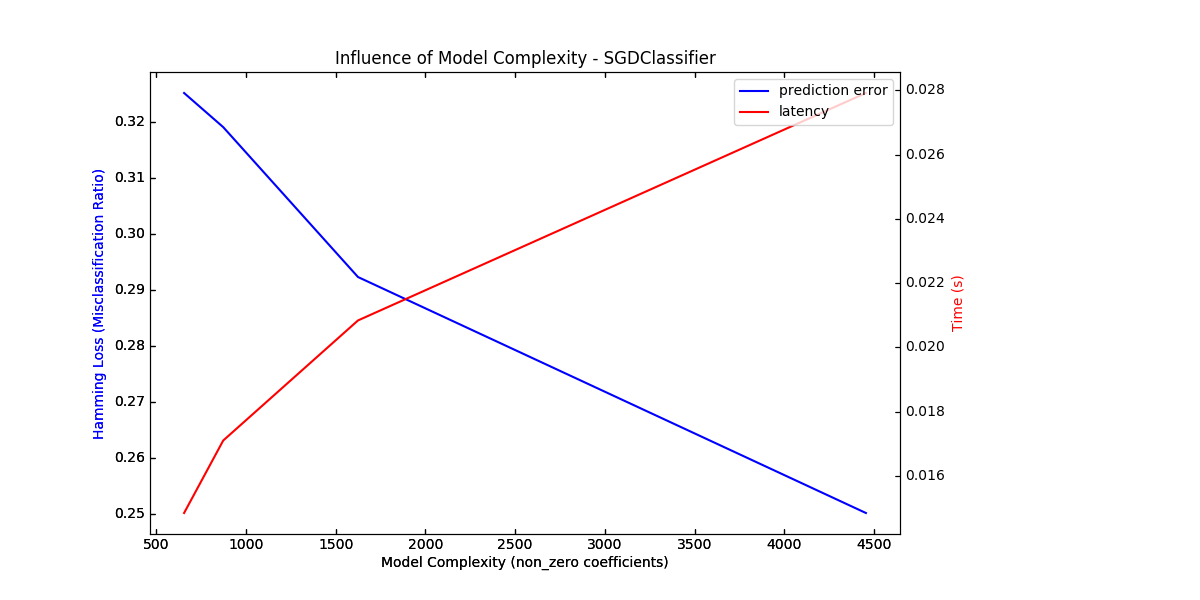 Influence of Model Complexity - SGDClassifier
prediction error
latency
0.32
0.31
0.30
0.29
0.28
0.27
0.26
0.25
Hamming Loss (Misclassification Ratio)
0.028
0.026
0.024
0.022
0.020
0.018
0.016
Time (s)
500 1000 1500 2000 2500 3000 3500 4000 4500
Model Complexity (non_zero coefficients)